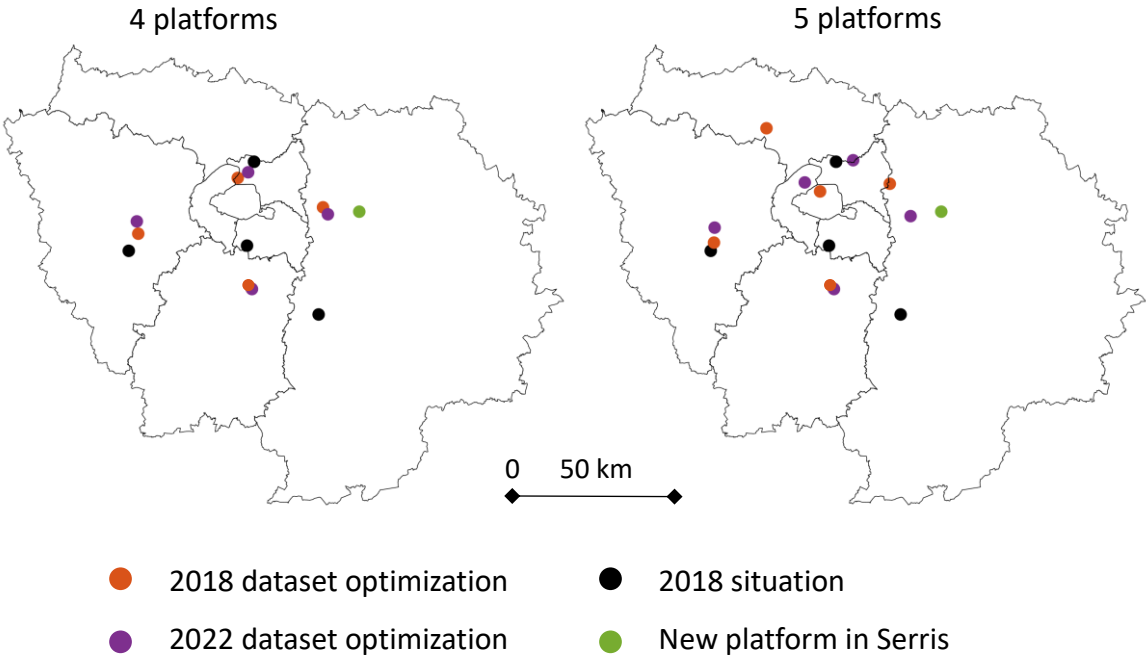 4 platforms
5 platforms
0 50 km
2018 dataset optimization
2018 situation
2022 dataset optimization
New platform in Serris